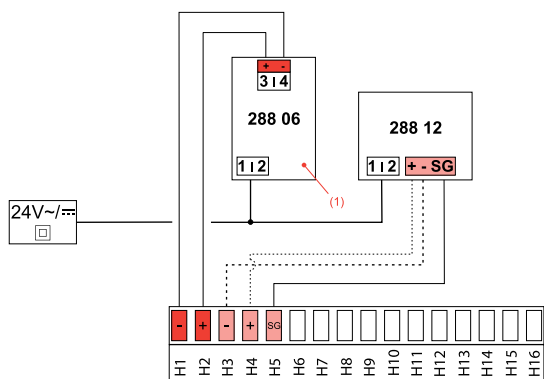 + -
3 4
288 06
288 12
1 2
1 2
+ - SG
(1)
24V~/⎓
- + - + SG
H1 H2 H3 H4 H5 H6 H7 H8 H9 H10 H11 H12 H13 H14 H15 H16